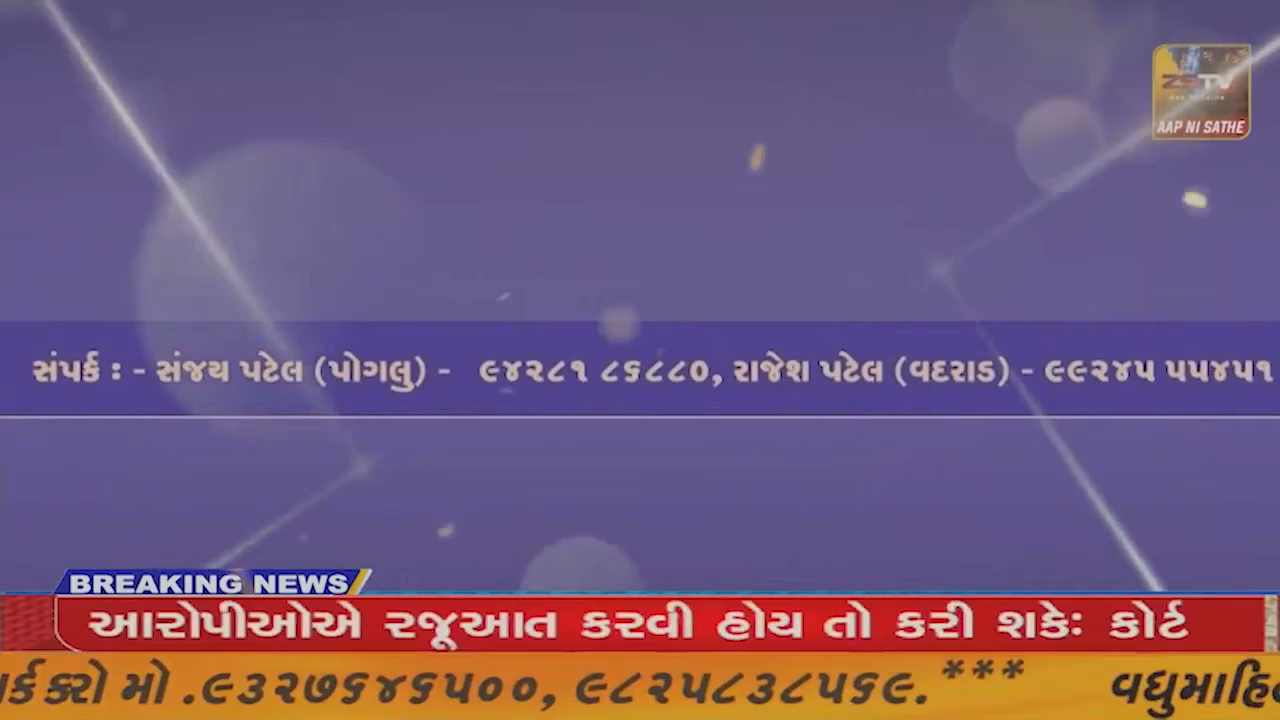 ZSTV
AAP NI SATHE
સંપર્ક : - સંજય પટેલ (પોગલુ) - ૯૪૨૮૧ ૮૬૮૮૦, રાજેશ પટેલ (વદરાડ) - ૯૯૨૪૫ ૫૫૪૫૧
BREAKING NEWS
આરોપીઓએ રજૂઆત કરવી હોય તો કરી શકેઃ કોર્ટ
ર્ક કરો મો .૯૩૨૭૬૪૬૫૦૦, ૯૮૨૫૮૩૮૫૬૯. *** વધુમાહિ